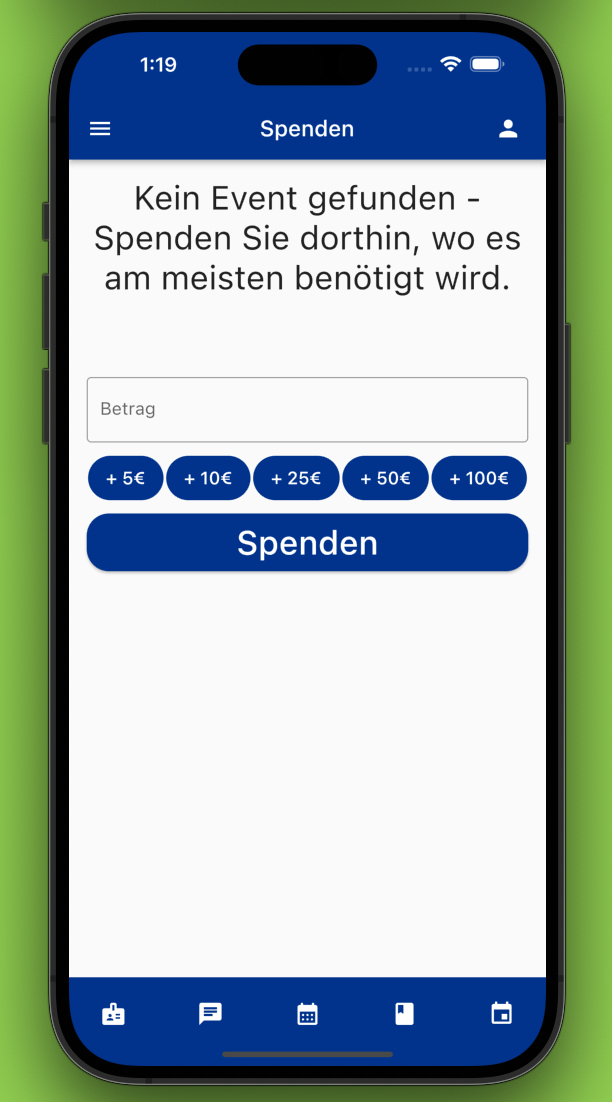 1:19
Spenden
Kein Event gefunden -
Spenden Sie dorthin, wo es
am meisten benötigt wird.
Betrag
+ 5€
+ 10€
+ 25€
+ 50€
+ 100€
Spenden